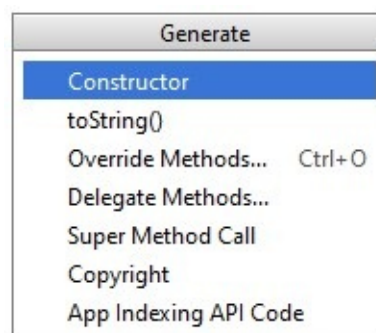 Generate
Constructor
toString()
Override Methods... Ctrl+O
Delegate Methods...
Super Method Call
Copyright
App Indexing API Code